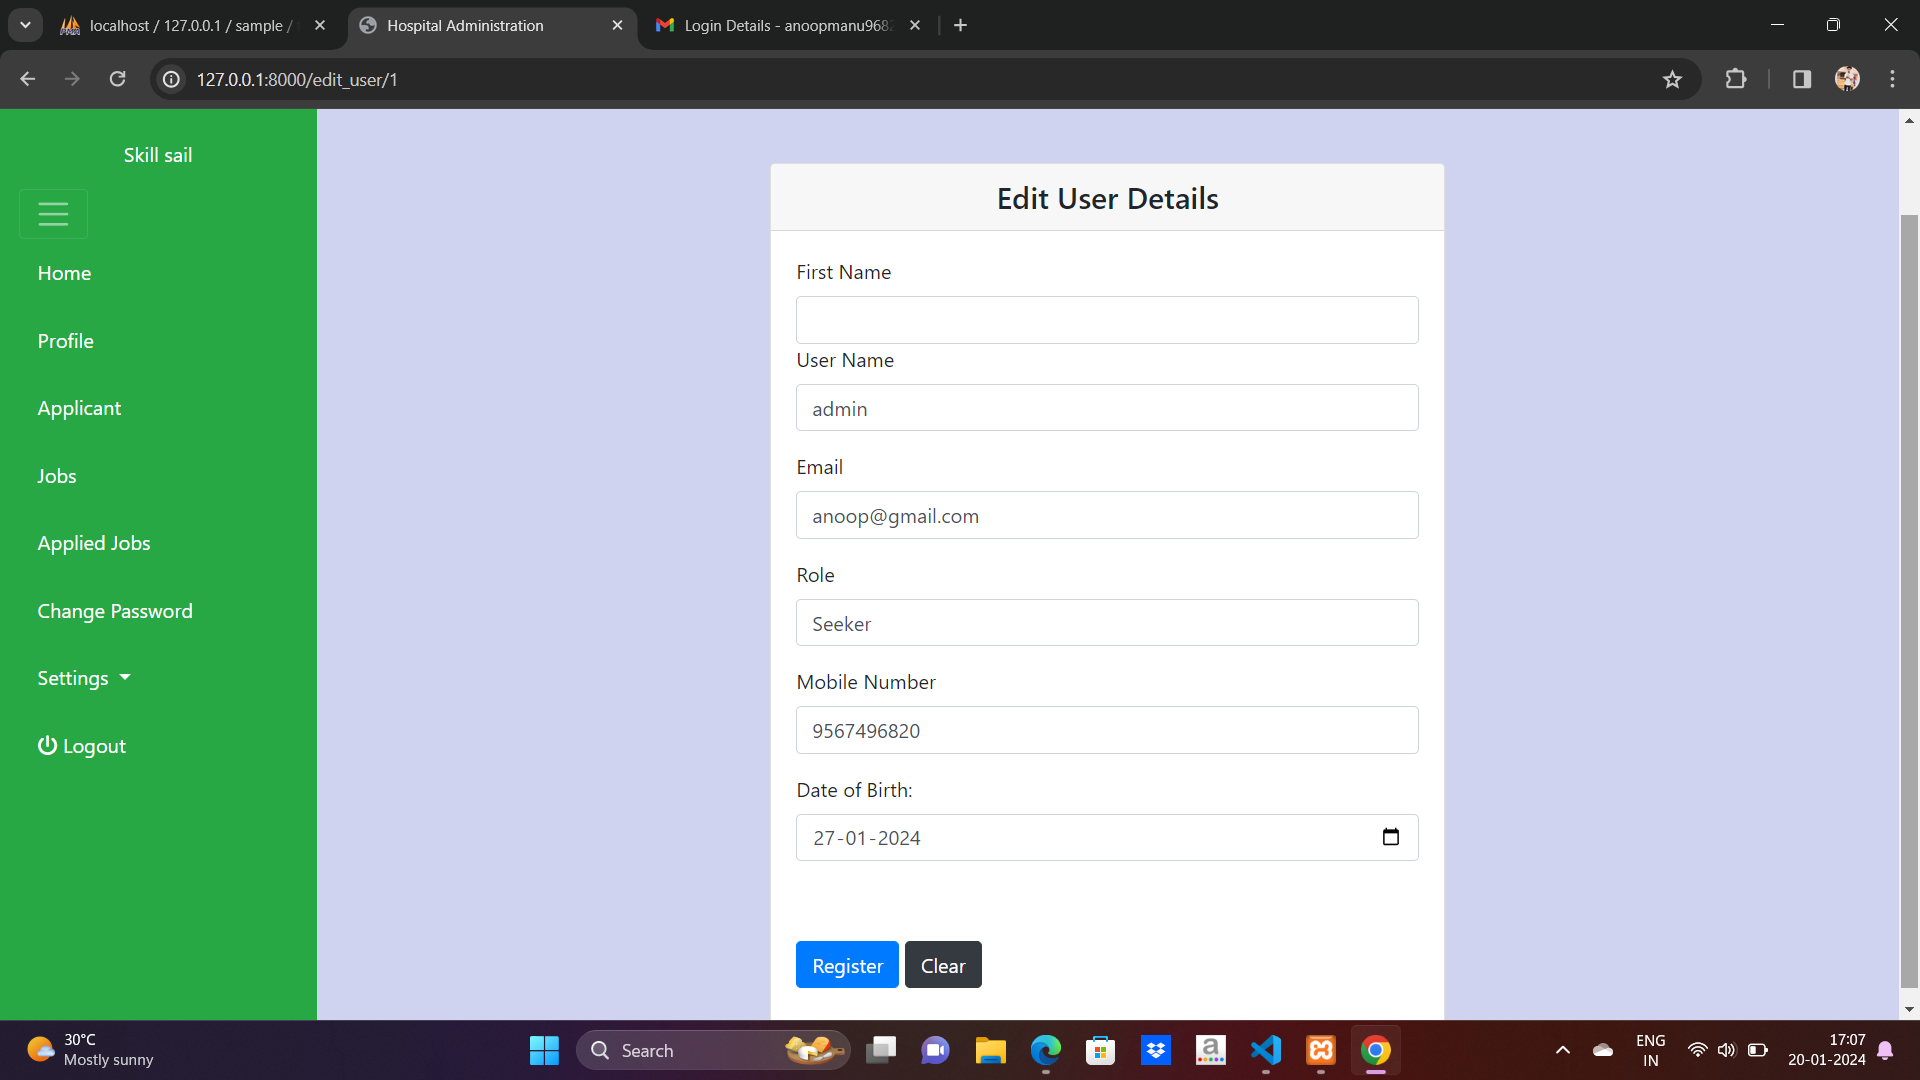 localhost / 127.0.0.1 / sample /
Hospital Administration
Login Details - anoopmanu968
127.0.0.1:8000/edit_user/1
Skill sail
Home
Profile
Applicant
Jobs
Applied Jobs
Change Password
Settings
Logout
Edit User Details
First Name
User Name
admin
Email
anoop@gmail.com
Role
Seeker
Mobile Number
9567496820
Date of Birth:
27-01-2024
Register
Clear
30°C
Mostly sunny
Search
ENG
IN
17:07
20-01-2024